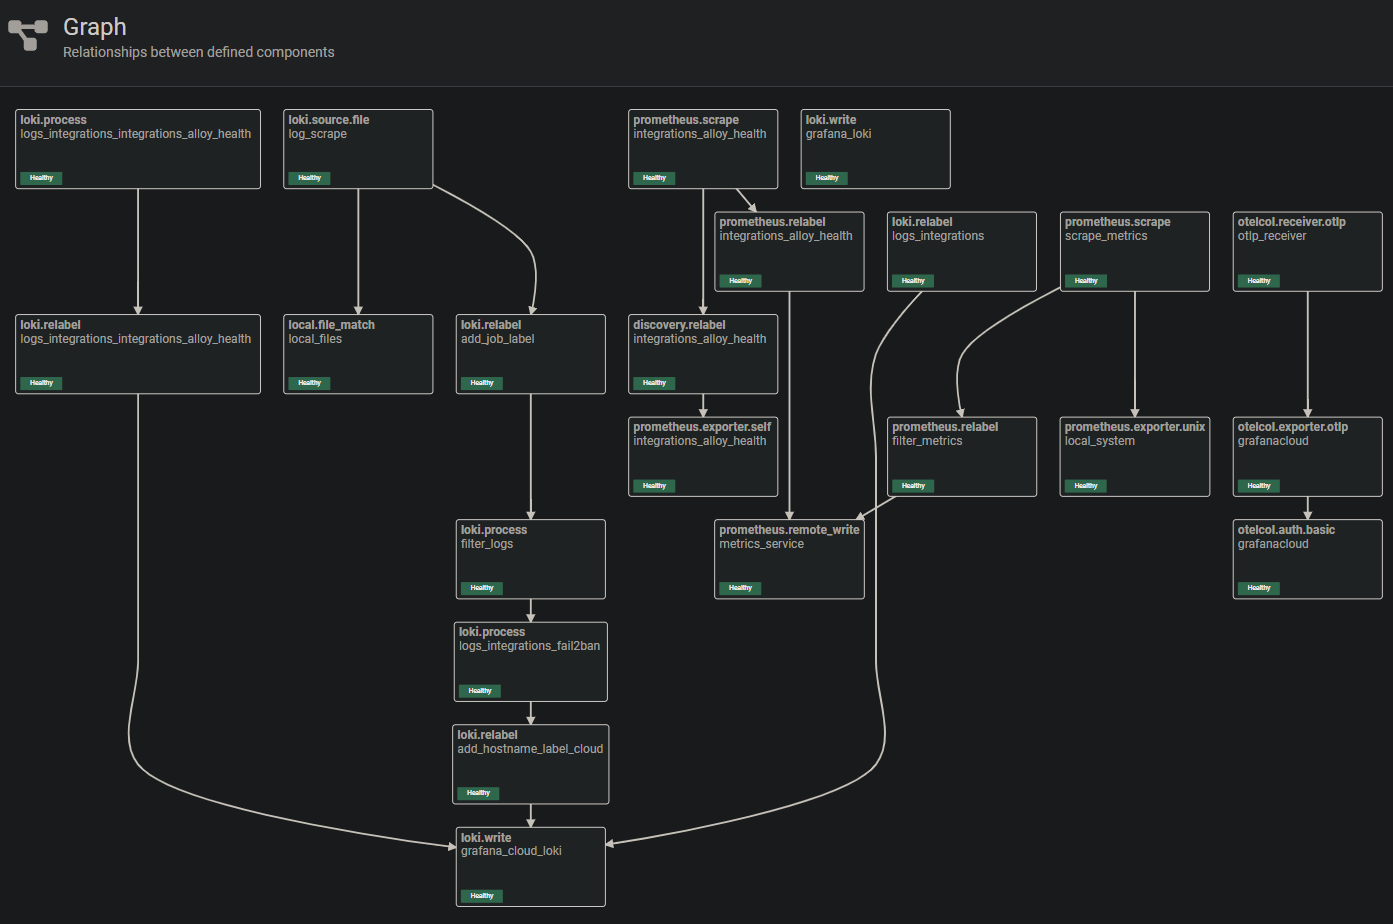 Graph
Relationships between defined components
loki.process
logs_integrations_integrations_alloy_health
Healthy
loki.source.file
log_scrape
Healthy
prometheus.scrape
integrations_alloy_health
Healthy
loki.write
grafana_loki
Healthy
prometheus.relabel
integrations_alloy_health
Healthy
loki.relabel
logs_integrations
Healthy
prometheus.scrape
scrape_metrics
Healthy
otelcol.receiver.otlp
otlp_receiver
Healthy
loki.relabel
logs_integrations_integrations_alloy_health
Healthy
local.file_match
local_files
Healthy
loki.relabel
add_job_label
Healthy
discovery.relabel
integrations_alloy_health
Healthy
prometheus.exporter.self
integrations_alloy_health
Healthy
prometheus.relabel
filter_metrics
Healthy
prometheus.exporter.unix
local_system
Healthy
otelcol.exporter.otlp
grafanacloud
Healthy
loki.process
filter_logs
Healthy
prometheus.remote_write
metrics_service
Healthy
otelcol.auth.basic
grafanacloud
Healthy
loki.process
logs_integrations_fail2ban
Healthy
loki.relabel
add_hostname_label_cloud
Healthy
loki.write
grafana_cloud_loki
Healthy